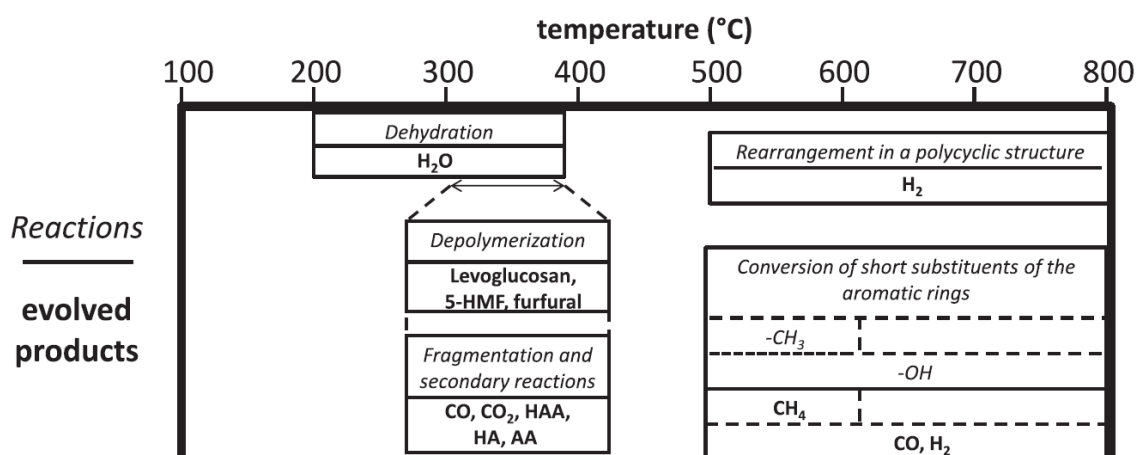 temperature (°C)
100 200 300 400 500 600 700 800
Reactions
evolved
products
Dehydration
H₂O
Depolymerization
Levoglucosan,
5-HMF, furfural
Fragmentation and
secondary reactions
CO, CO₂, HAA,
HA, AA
Rearrangement in a polycyclic structure
H₂
Conversion of short substituents of the
aromatic rings
-CH₃
-OH
CH₄
CO, H₂